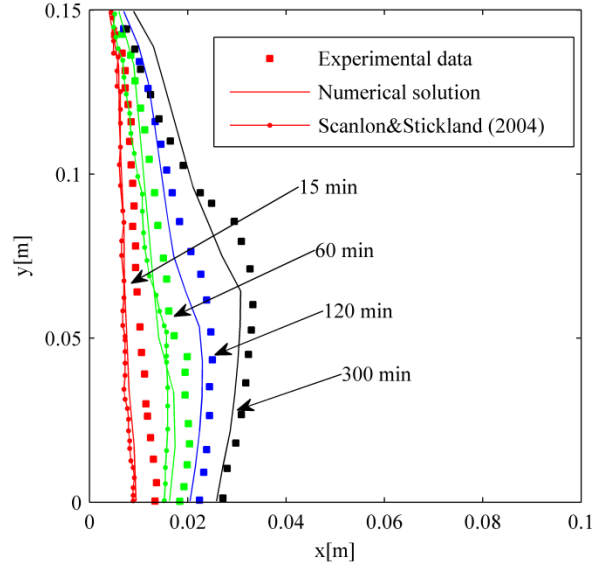 0.15
Experimental data
Numerical solution
Scanlon&Stickland (2004)
0.1
15 min
y[m]
60 min
0.05
120 min
300 min
0
0
0.02
0.04
0.06
0.08
0.1
x[m]